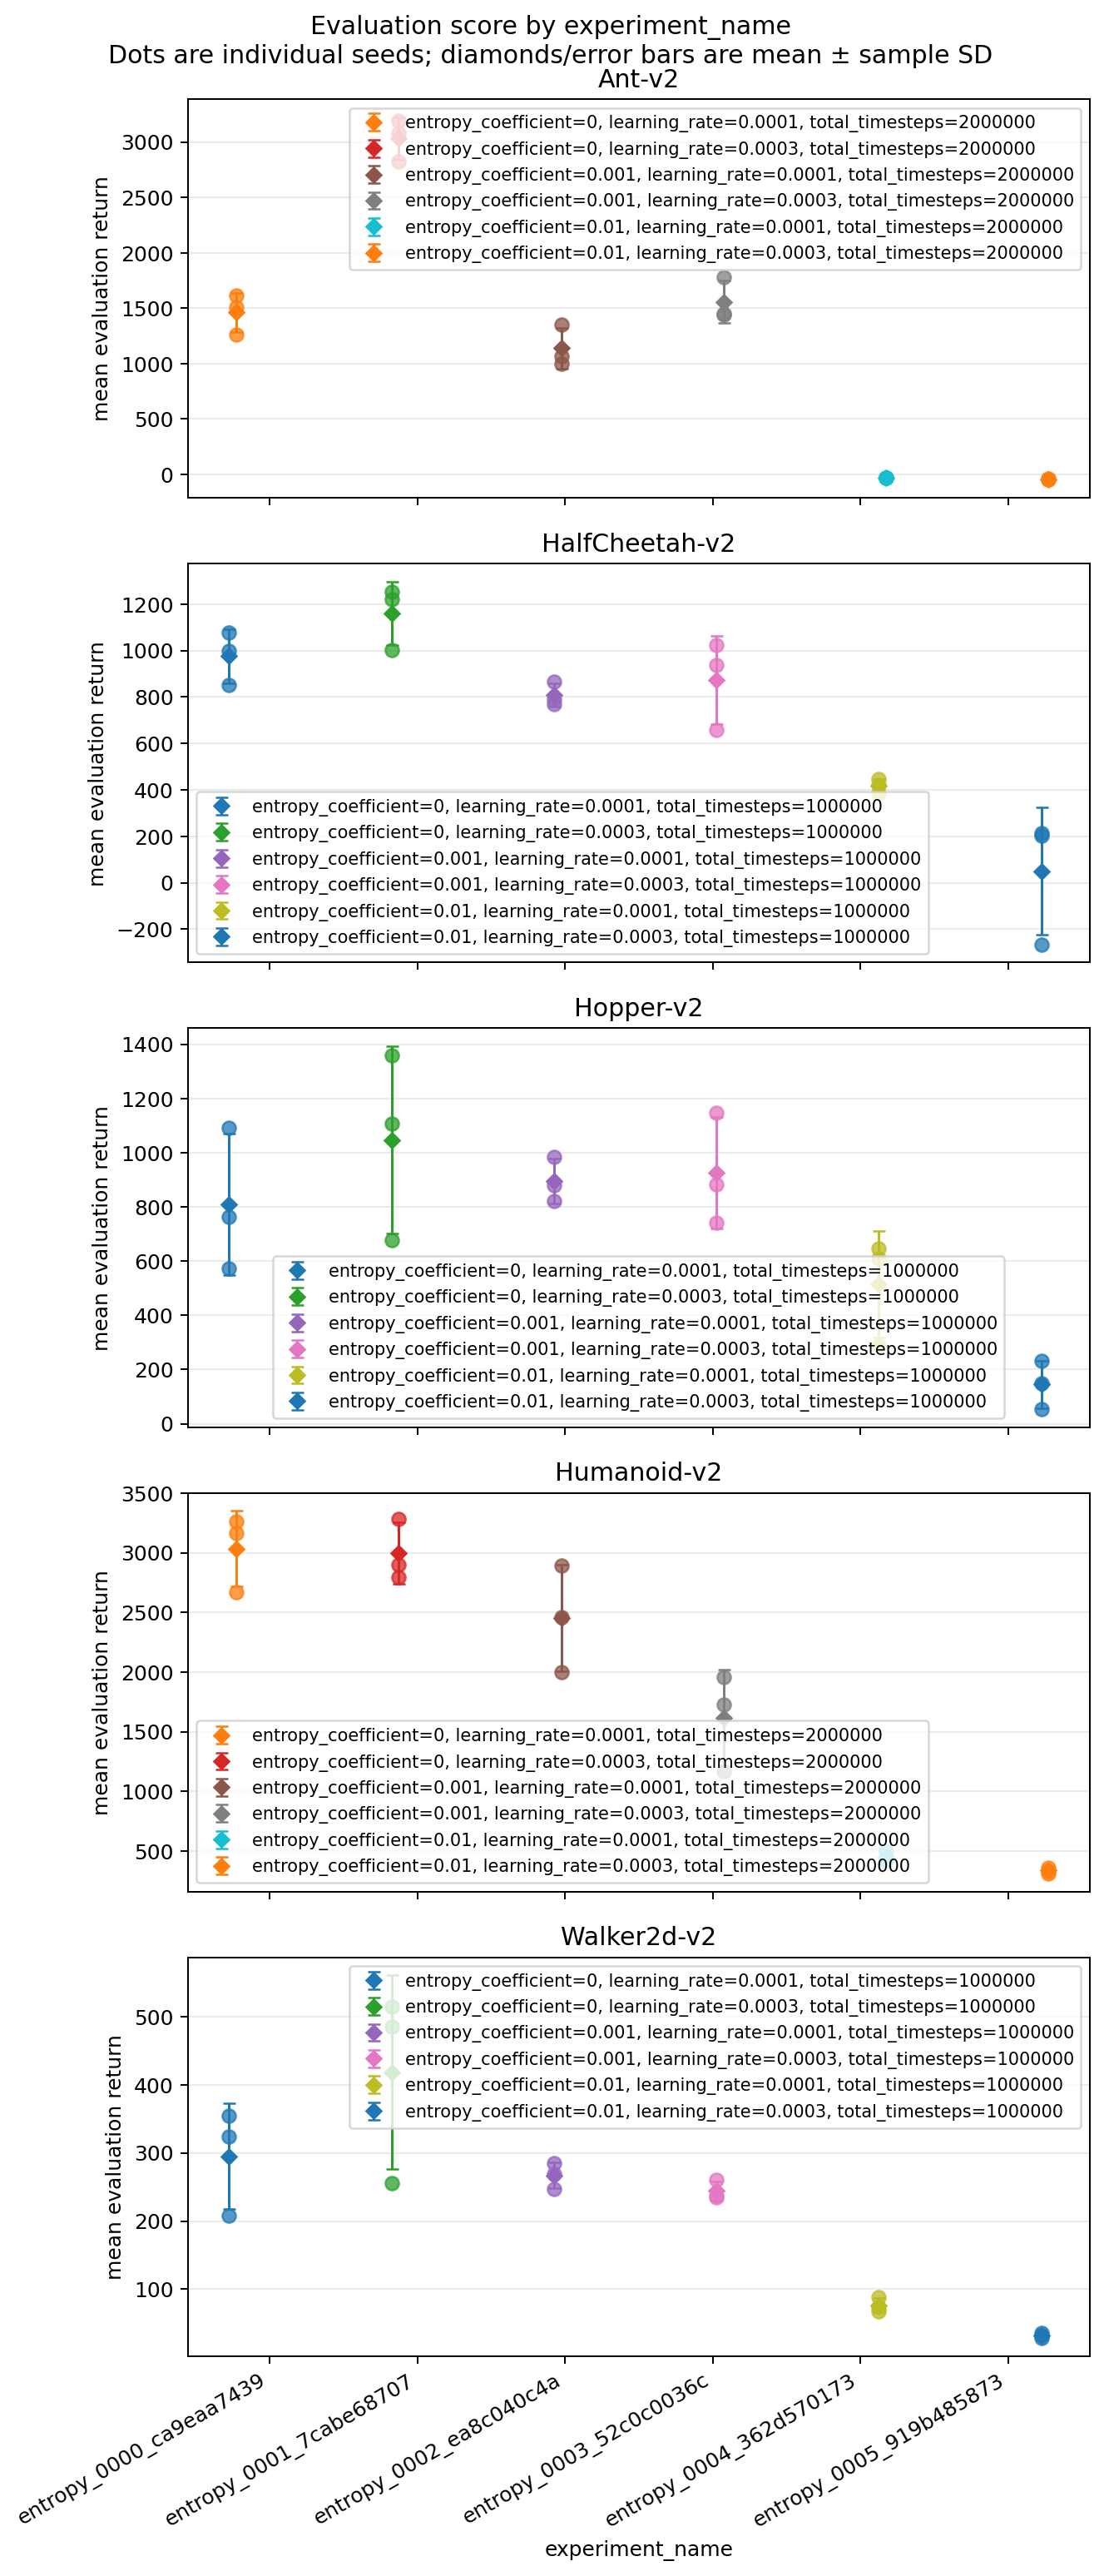 Evaluation score by experiment_name
Dots are individual seeds; diamonds/error bars are mean ± sample SD
Ant-v2
3000
2500
2000
1500
1000
500
0
mean evaluation return
entropy_coefficient=0, learning_rate=0.0001, total_timesteps=2000000
entropy_coefficient=0, learning_rate=0.0003, total_timesteps=2000000
entropy_coefficient=0.001, learning_rate=0.0001, total_timesteps=2000000
entropy_coefficient=0.001, learning_rate=0.0003, total_timesteps=2000000
entropy_coefficient=0.01, learning_rate=0.0001, total_timesteps=2000000
entropy_coefficient=0.01, learning_rate=0.0003, total_timesteps=2000000
HalfCheetah-v2
1200
1000
800
600
400
200
0
−200
mean evaluation return
entropy_coefficient=0, learning_rate=0.0001, total_timesteps=1000000
entropy_coefficient=0, learning_rate=0.0003, total_timesteps=1000000
entropy_coefficient=0.001, learning_rate=0.0001, total_timesteps=1000000
entropy_coefficient=0.001, learning_rate=0.0003, total_timesteps=1000000
entropy_coefficient=0.01, learning_rate=0.0001, total_timesteps=1000000
entropy_coefficient=0.01, learning_rate=0.0003, total_timesteps=1000000
Hopper-v2
1400
1200
1000
800
600
400
200
0
mean evaluation return
entropy_coefficient=0, learning_rate=0.0001, total_timesteps=1000000
entropy_coefficient=0, learning_rate=0.0003, total_timesteps=1000000
entropy_coefficient=0.001, learning_rate=0.0001, total_timesteps=1000000
entropy_coefficient=0.001, learning_rate=0.0003, total_timesteps=1000000
entropy_coefficient=0.01, learning_rate=0.0001, total_timesteps=1000000
entropy_coefficient=0.01, learning_rate=0.0003, total_timesteps=1000000
Humanoid-v2
3500
3000
2500
2000
1500
1000
500
mean evaluation return
entropy_coefficient=0, learning_rate=0.0001, total_timesteps=2000000
entropy_coefficient=0, learning_rate=0.0003, total_timesteps=2000000
entropy_coefficient=0.001, learning_rate=0.0001, total_timesteps=2000000
entropy_coefficient=0.001, learning_rate=0.0003, total_timesteps=2000000
entropy_coefficient=0.01, learning_rate=0.0001, total_timesteps=2000000
entropy_coefficient=0.01, learning_rate=0.0003, total_timesteps=2000000
Walker2d-v2
500
400
300
200
100
mean evaluation return
entropy_coefficient=0, learning_rate=0.0001, total_timesteps=1000000
entropy_coefficient=0, learning_rate=0.0003, total_timesteps=1000000
entropy_coefficient=0.001, learning_rate=0.0001, total_timesteps=1000000
entropy_coefficient=0.001, learning_rate=0.0003, total_timesteps=1000000
entropy_coefficient=0.01, learning_rate=0.0001, total_timesteps=1000000
entropy_coefficient=0.01, learning_rate=0.0003, total_timesteps=1000000
entropy_0000_ca9eaa7439
entropy_0001_7cabe68707
entropy_0002_ea8c040c4a
entropy_0003_52c0c0036c
entropy_0004_362d570173
entropy_0005_919b485873
experiment_name